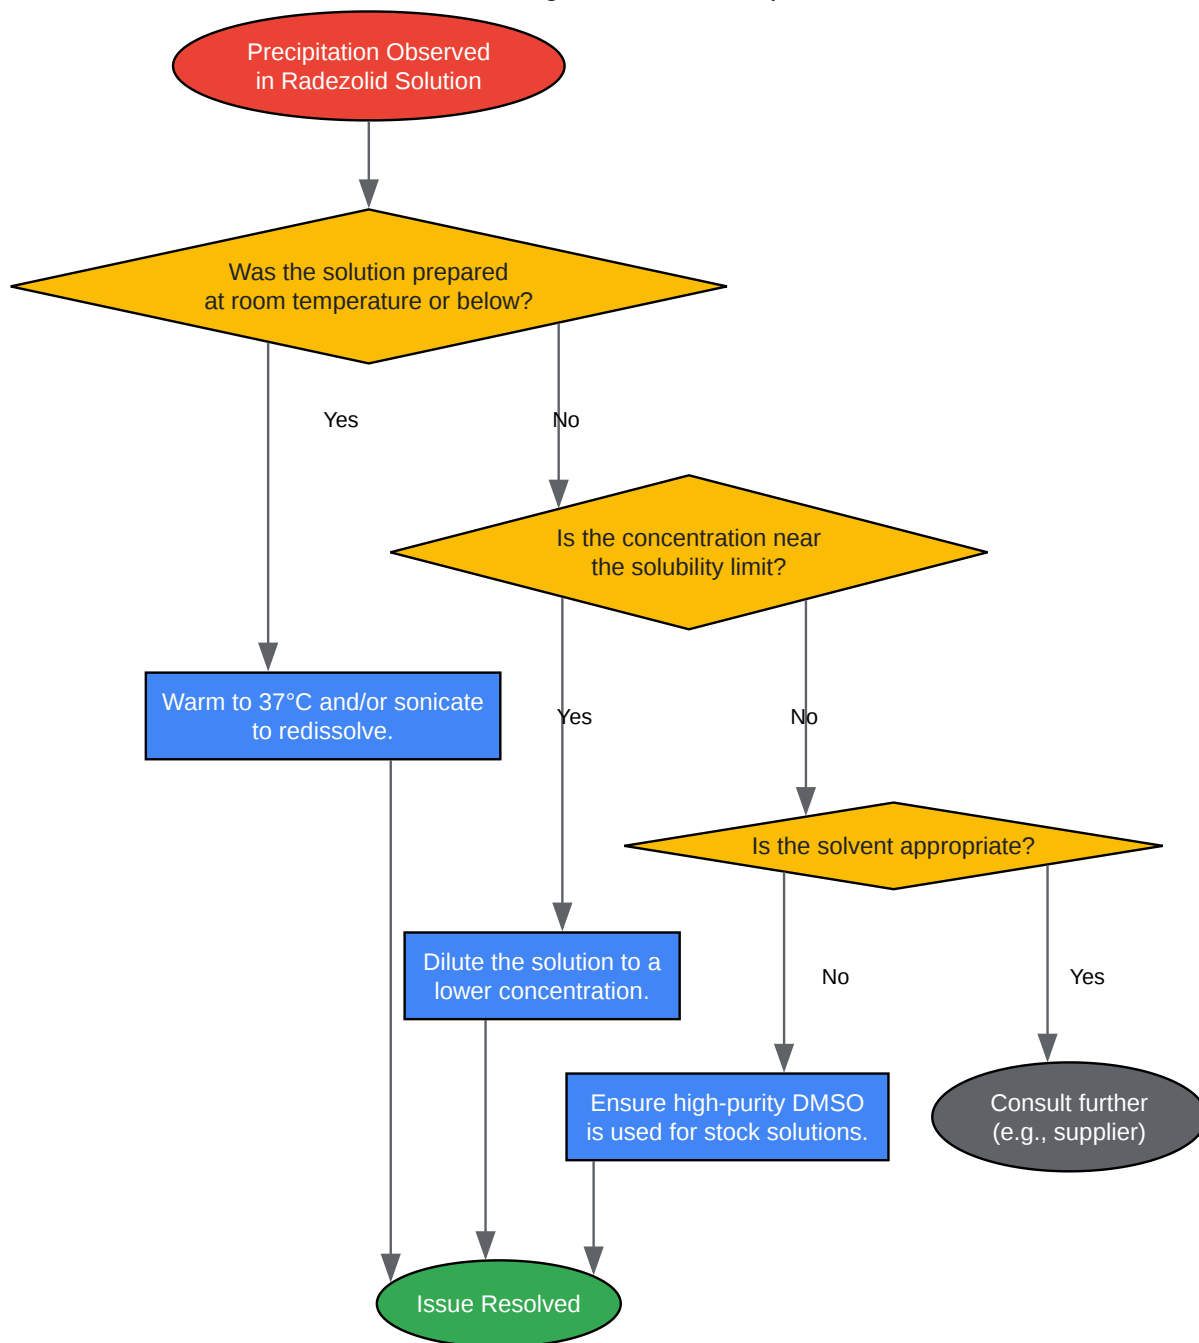 Precipitation Observed
in Radezolid Solution
Was the solution prepared
at room temperature or below?
Yes
No
Is the concentration near
the solubility limit?
Warm to 37°C and/or sonicate
to redissolve.
Yes
No
Is the solvent appropriate?
Dilute the solution to a
lower concentration.
No
Yes
Ensure high-purity DMSO
is used for stock solutions.
Consult further
(e.g., supplier)
Issue Resolved